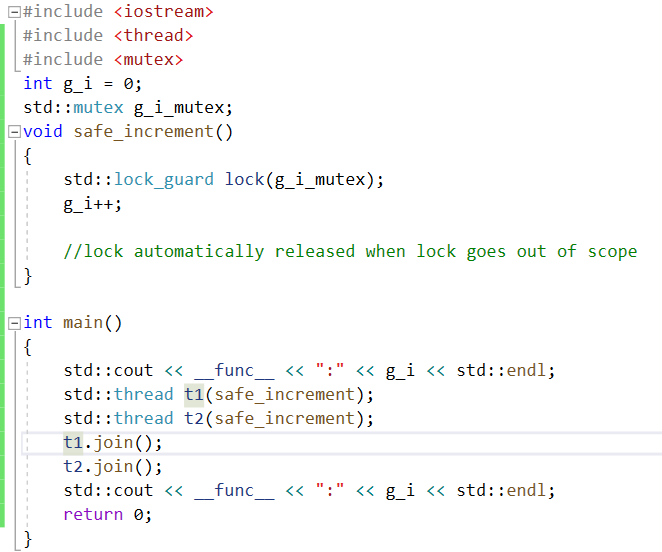 #include <iostream>
#include <thread>
#include <mutex>
int g_i = 0;
std::mutex g_i_mutex;
void safe_increment()
{
    std::lock_guard lock(g_i_mutex);
    g_i++;

    //lock automatically released when lock goes out of scope
}

int main()
{
    std::cout << __func__ << ":" << g_i << std::endl;
    std::thread t1(safe_increment);
    std::thread t2(safe_increment);
    t1.join();
    t2.join();
    std::cout << __func__ << ":" << g_i << std::endl;
    return 0;
}